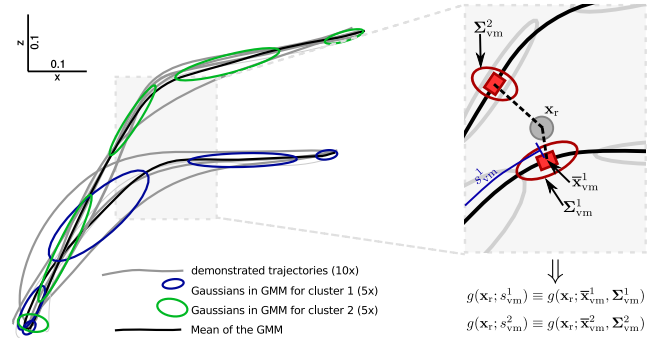 z
0.1
0.1
x
Σ²vm
xr
s¹vm
x̅¹vm
Σ¹vm
demonstrated trajectories (10x)
Gaussians in GMM for cluster 1 (5x)
Gaussians in GMM for cluster 2 (5x)
Mean of the GMM
⇓
g(xr; s¹vm) ≡ g(xr; x̅¹vm, Σ¹vm)
g(xr; s²vm) ≡ g(xr; x̅²vm, Σ²vm)